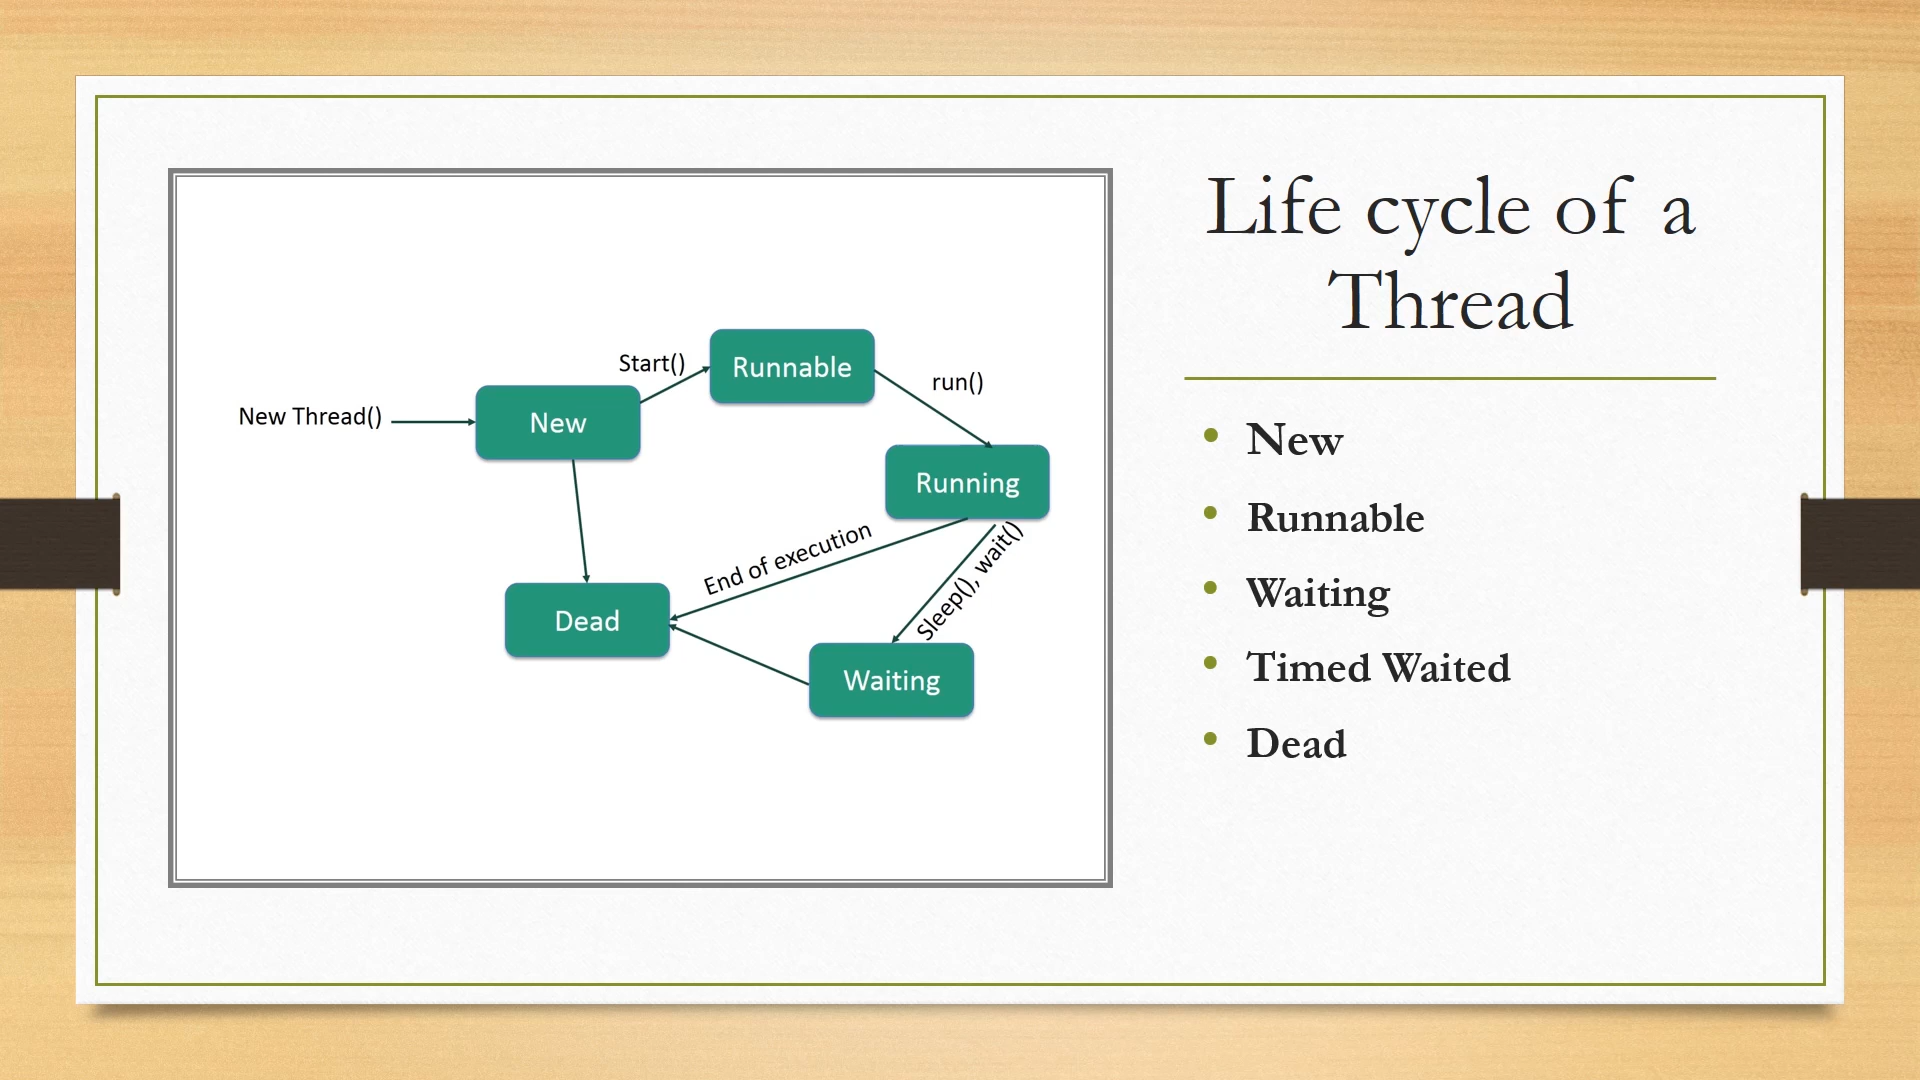 Life cycle of a
Thread
New Thread()
New
Start()
Runnable
run()
Running
End of execution
Sleep(), wait()
Dead
Waiting
New
Runnable
Waiting
Timed Waited
Dead